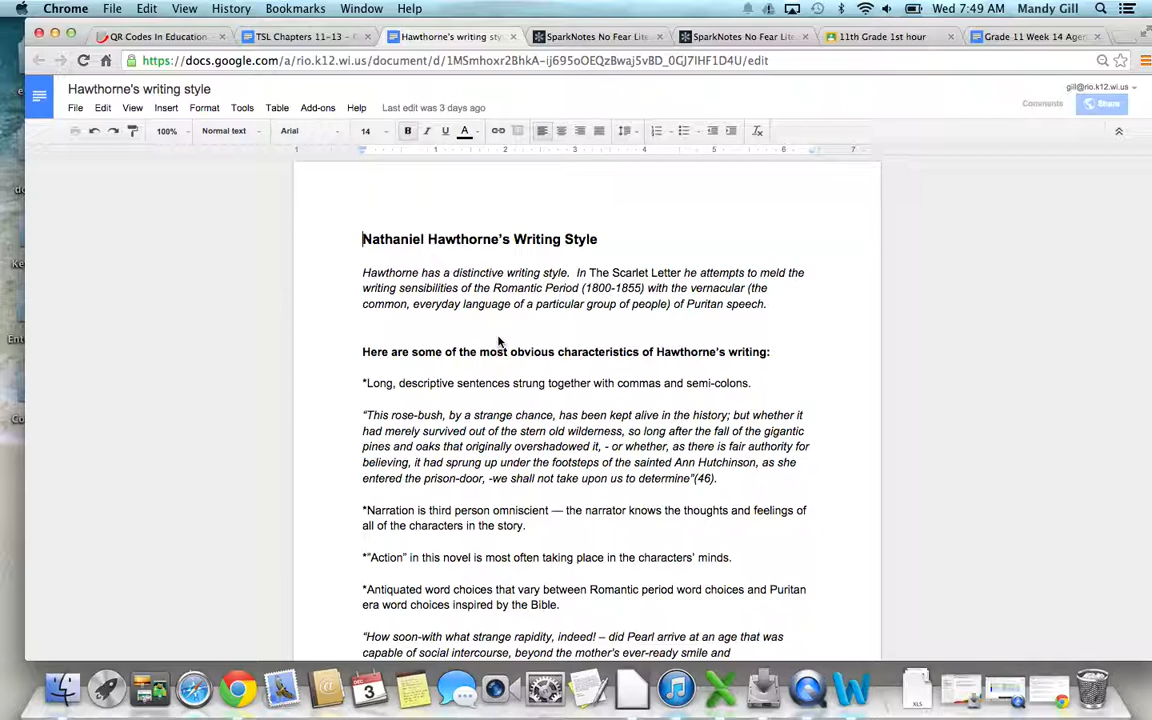 Chrome File Edit View History Bookmarks Window Help Wed 7:49 AM Mandy Gill
QR Codes In Education TSL Chapters 11-13 - C Hawthorne's writing sty SparkNotes No Fear Lite SparkNotes No Fear Lite 11th Grade 1st hour Grade 11 Week 14 Agen
https://docs.google.com/a/rio.k12.wi.us/document/d/1MSmhoxr2BhkA-ij695oOEQzBwaj5vBD_0GJ7IHF1D4U/edit
Hawthorne's writing style
gill@rio.k12.wi.us
File Edit View Insert Format Tools Table Add-ons Help Last edit was 3 days ago
Comments Share
100% Normal text Arial 14 B I U A
1 1 2 3 4 5 6 7
Nathaniel Hawthorne's Writing Style
Hawthorne has a distinctive writing style. In The Scarlet Letter he attempts to meld the
writing sensibilities of the Romantic Period (1800-1855) with the vernacular (the
common, everyday language of a particular group of people) of Puritan speech.
Here are some of the most obvious characteristics of Hawthorne's writing:
*Long, descriptive sentences strung together with commas and semi-colons.
“This rose-bush, by a strange chance, has been kept alive in the history; but whether it
had merely survived out of the stern old wilderness, so long after the fall of the gigantic
pines and oaks that originally overshadowed it, - or whether, as there is fair authority for
believing, it had sprung up under the footsteps of the sainted Ann Hutchinson, as she
entered the prison-door, -we shall not take upon us to determine”(46).
*Narration is third person omniscient — the narrator knows the thoughts and feelings of
all of the characters in the story.
*”Action” in this novel is most often taking place in the characters’ minds.
*Antiquated word choices that vary between Romantic period word choices and Puritan
era word choices inspired by the Bible.
“How soon-with what strange rapidity, indeed! – did Pearl arrive at an age that was
capable of social intercourse, beyond the mother's ever-ready smile and
DEC
3
XLS